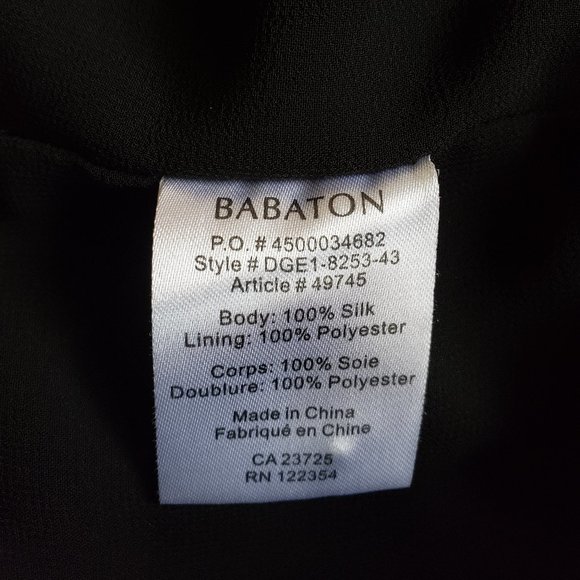 BABATON
P.O. # 4500034682
Style # DGE1-8253-43
Article # 49745
Body: 100% Silk
Lining: 100% Polyester
Corps: 100% Soie
Doublure: 100% Polyester
Made in China
Fabriqué en Chine
CA 23725
RN 122354